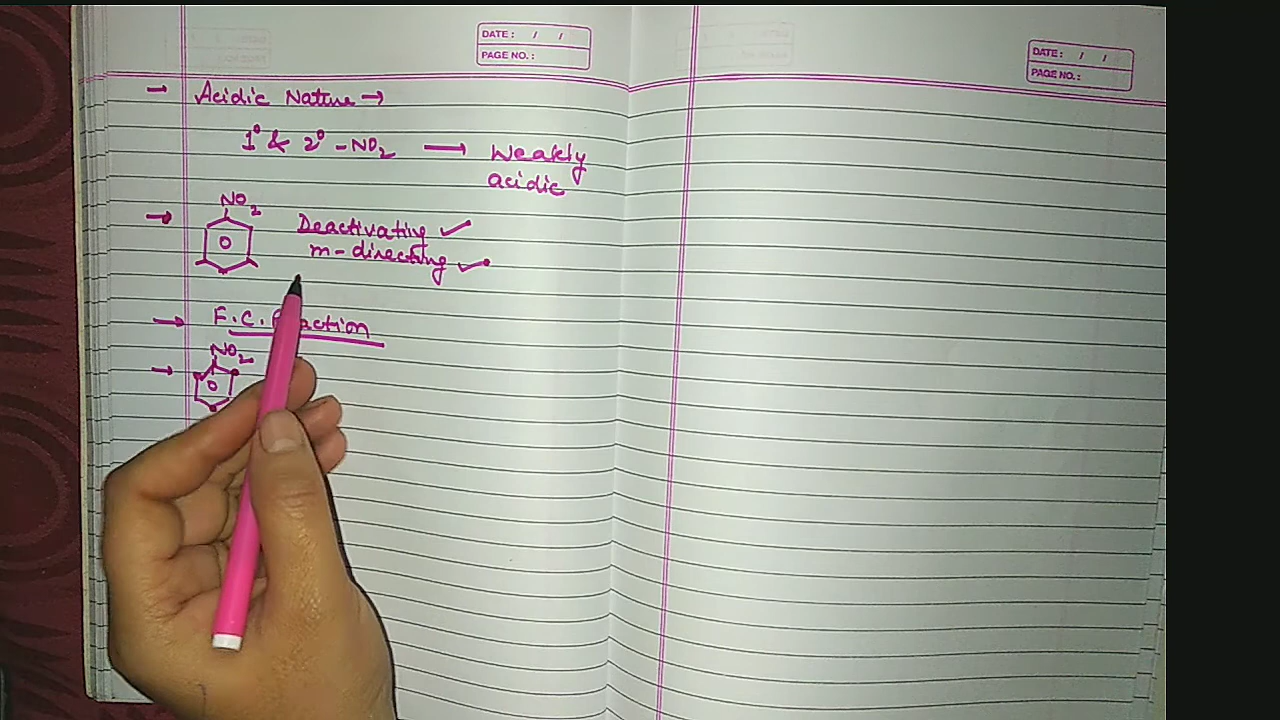 DATE: / /
PAGE NO.:
DATE: / /
PAGE NO.:
→ Acidic Nature →
1° & 2° - NO2 → Weakly
acidic
NO2
→ Deactivating ✓
m-directing ✓
→ F.C.
NO2
→